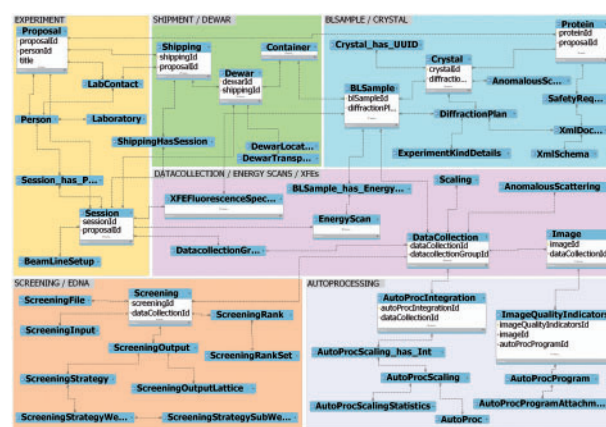 EXPERIMENT
Proposal
proposalId
personId
title
LabContact
Person
Laboratory
Session_has_P...
Session
sessionId
proposalId
BeamLineSetup
SHIPMENT / DEWAR
Shipping
shippingId
proposalId
Container
Dewar
dewarId
shippingId
ShippingHasSession
DewarLocat...
DewarTransp...
BLSAMPLE / CRYSTAL
Crystal_has_UUID
Protein
proteinId
proposalId
Crystal
crystalId
diffractio...
AnomalousSc...
BLSample
blSampleId
diffractionPl...
SafetyReq...
DiffractionPlan
XmlDoc...
ExperimentKindDetails
XmlSchema
DATACOLLECTION / ENERGY SCANS / XFEs
XFEFluorescenceSpec...
BLSample_has_Energy...
Scaling
AnomalousScattering
EnergyScan
DatacollectionGr...
DataCollection
dataCollectionId
datacollectionGroupId
Image
imageId
dataCollectionId
SCREENING / EDNA
ScreeningFile
Screening
screeningId
dataCollectionId
ScreeningRank
ScreeningInput
ScreeningOutput
ScreeningRankSet
ScreeningStrategy
ScreeningOutputLattice
ScreeningStrategyWe...
ScreeningStrategySubWe...
AUTOPROCESSING
AutoProcIntegration
autoProcIntegrationId
dataCollectionId
ImageQualityIndicators
imageQualityIndicatorsId
imageId
autoProcProgramId
AutoProcScaling_has_Int
AutoProcScaling
AutoProcProgram
AutoProcScalingStatistics
AutoProcProgramAttachm...
AutoProc